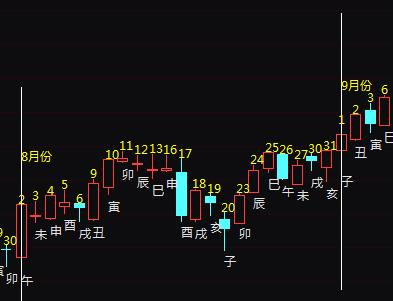 9月份
8月份
9 30 2 3 4 5 6 9 10 11 12 13 16 17 18 19 20 23 24 25 26 27 30 31 1 2 3 6
寅 卯 午 未 申 酉 戌 丑 寅 卯 辰 巳 申 酉 戌 亥 子 卯 辰 巳 午 未 戌 亥 子 丑 寅 巳